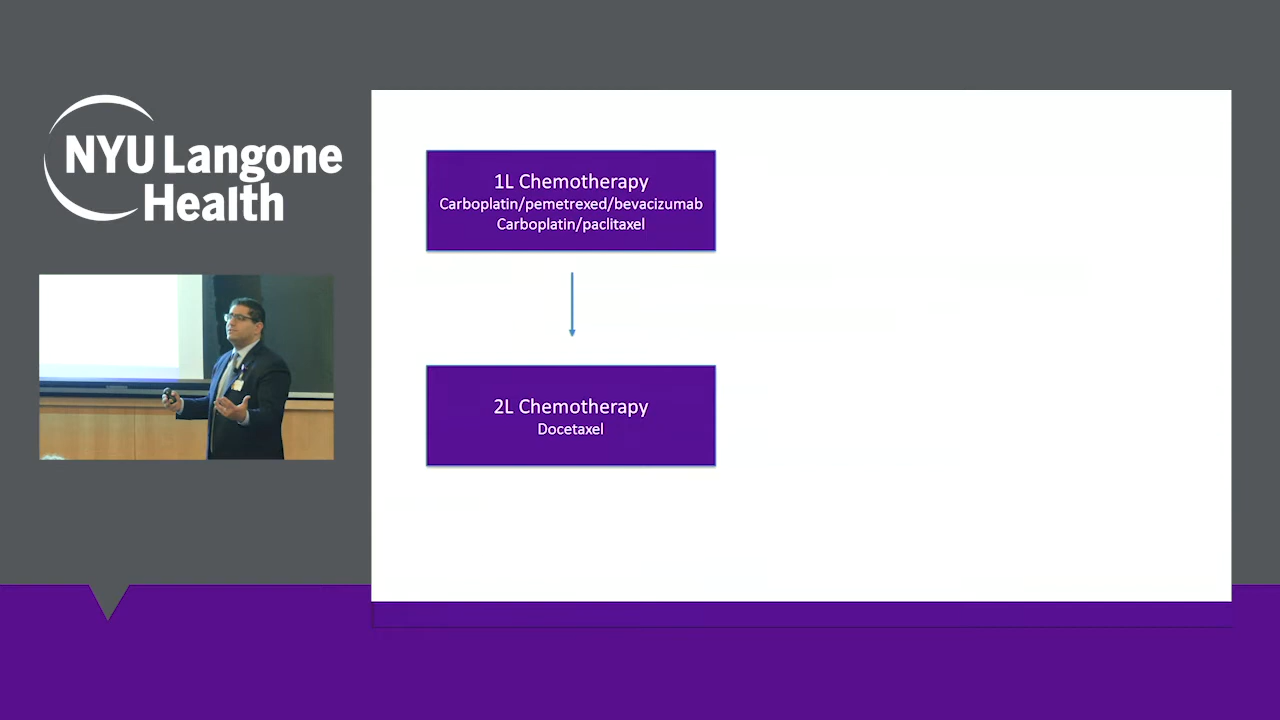 NYU Langone
Health
1L Chemotherapy
Carboplatin/pemetrexed/bevacizumab
Carboplatin/paclitaxel
2L Chemotherapy
Docetaxel